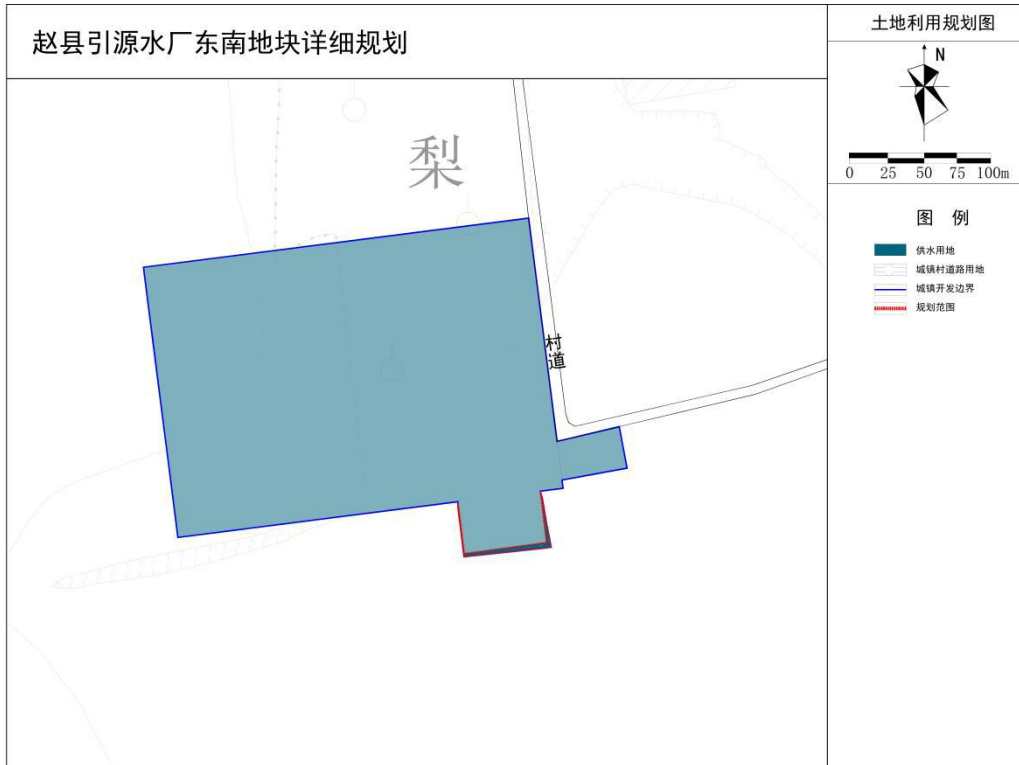 赵县引源水厂东南地块详细规划
土地利用规划图
N
0 25 50 75 100m
图 例
供水用地
城镇村道路用地
城镇开发边界
规划范围
梨
村道